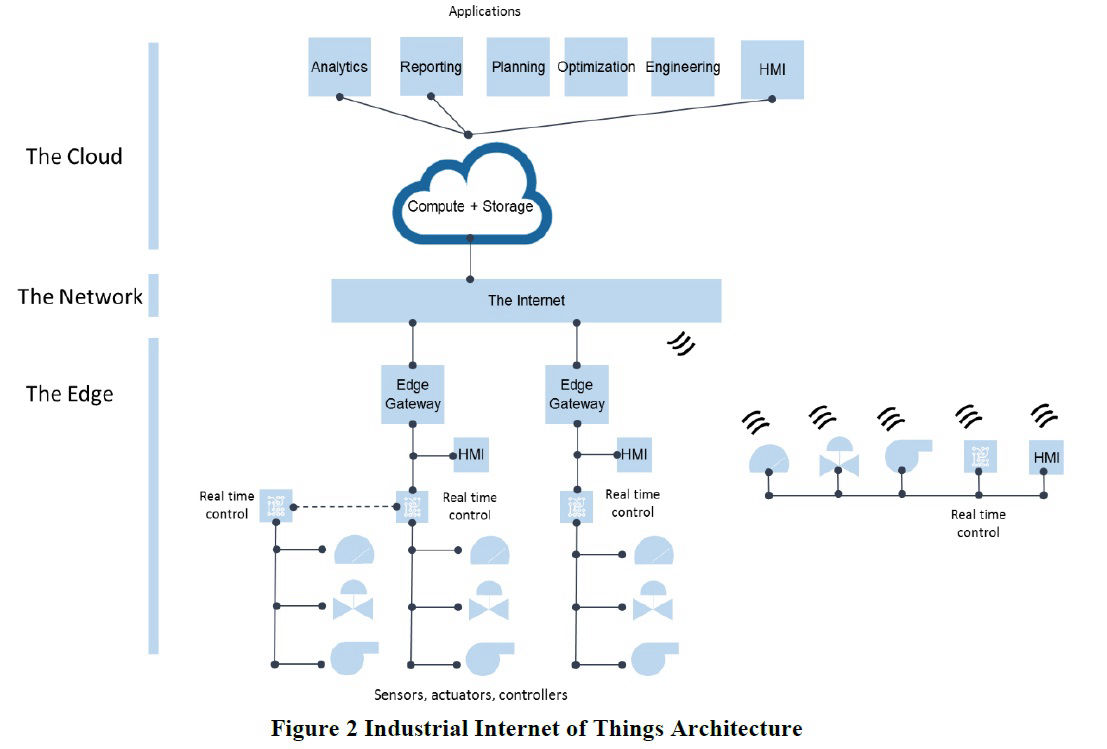 Applications
Analytics
Reporting
Planning
Optimization
Engineering
HMI
The Cloud
Compute + Storage
The Network
The Internet
The Edge
Edge
Gateway
Edge
Gateway
HMI
HMI
HMI
Real time
control
Real time
control
Real time
control
Real time
control
Sensors, actuators, controllers
Figure 2 Industrial Internet of Things Architecture